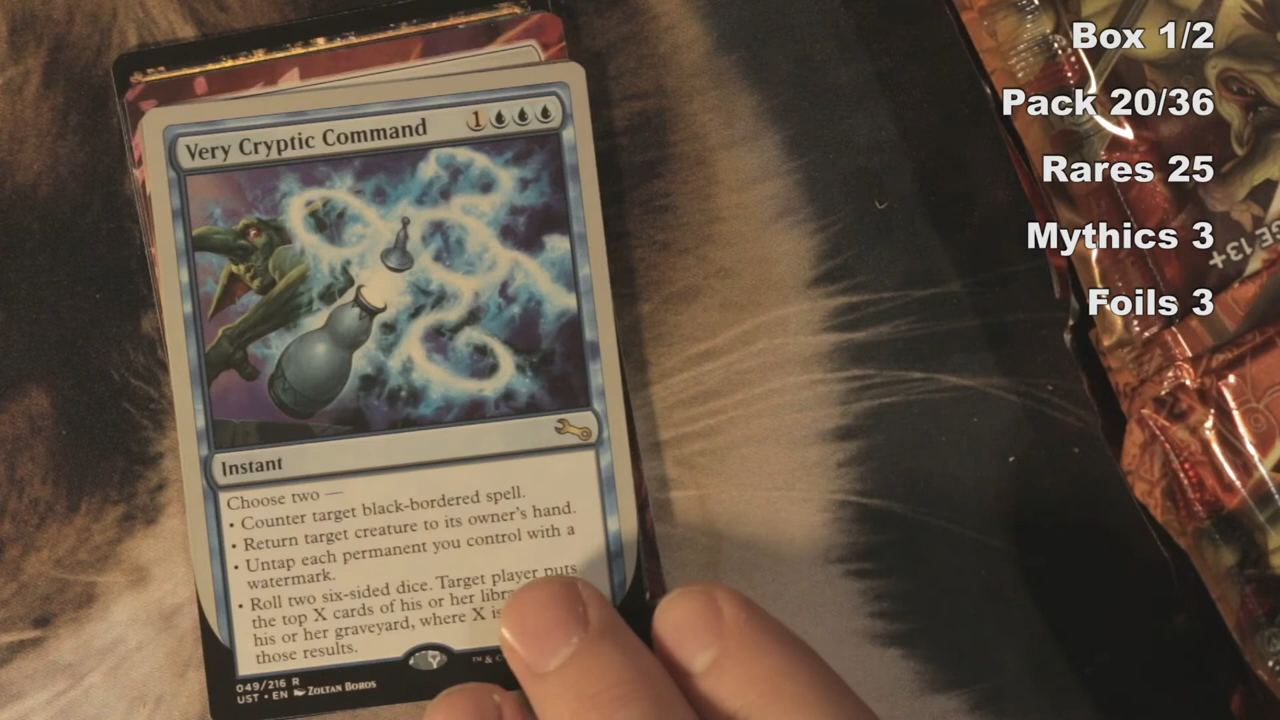 Very Cryptic Command
1
Instant
Choose two —
• Counter target black-bordered spell.
• Return target creature to its owner's hand.
• Untap each permanent you control with a
watermark.
• Roll two six-sided dice. Target player puts
the top X cards of his or her
his or her graveyard, where X is
those results.
049/216 R
UST • EN ZOLTAN BOROS
™ & C
Box 1/2
Pack 20/36
Rares 25
Mythics 3
Foils 3
13+